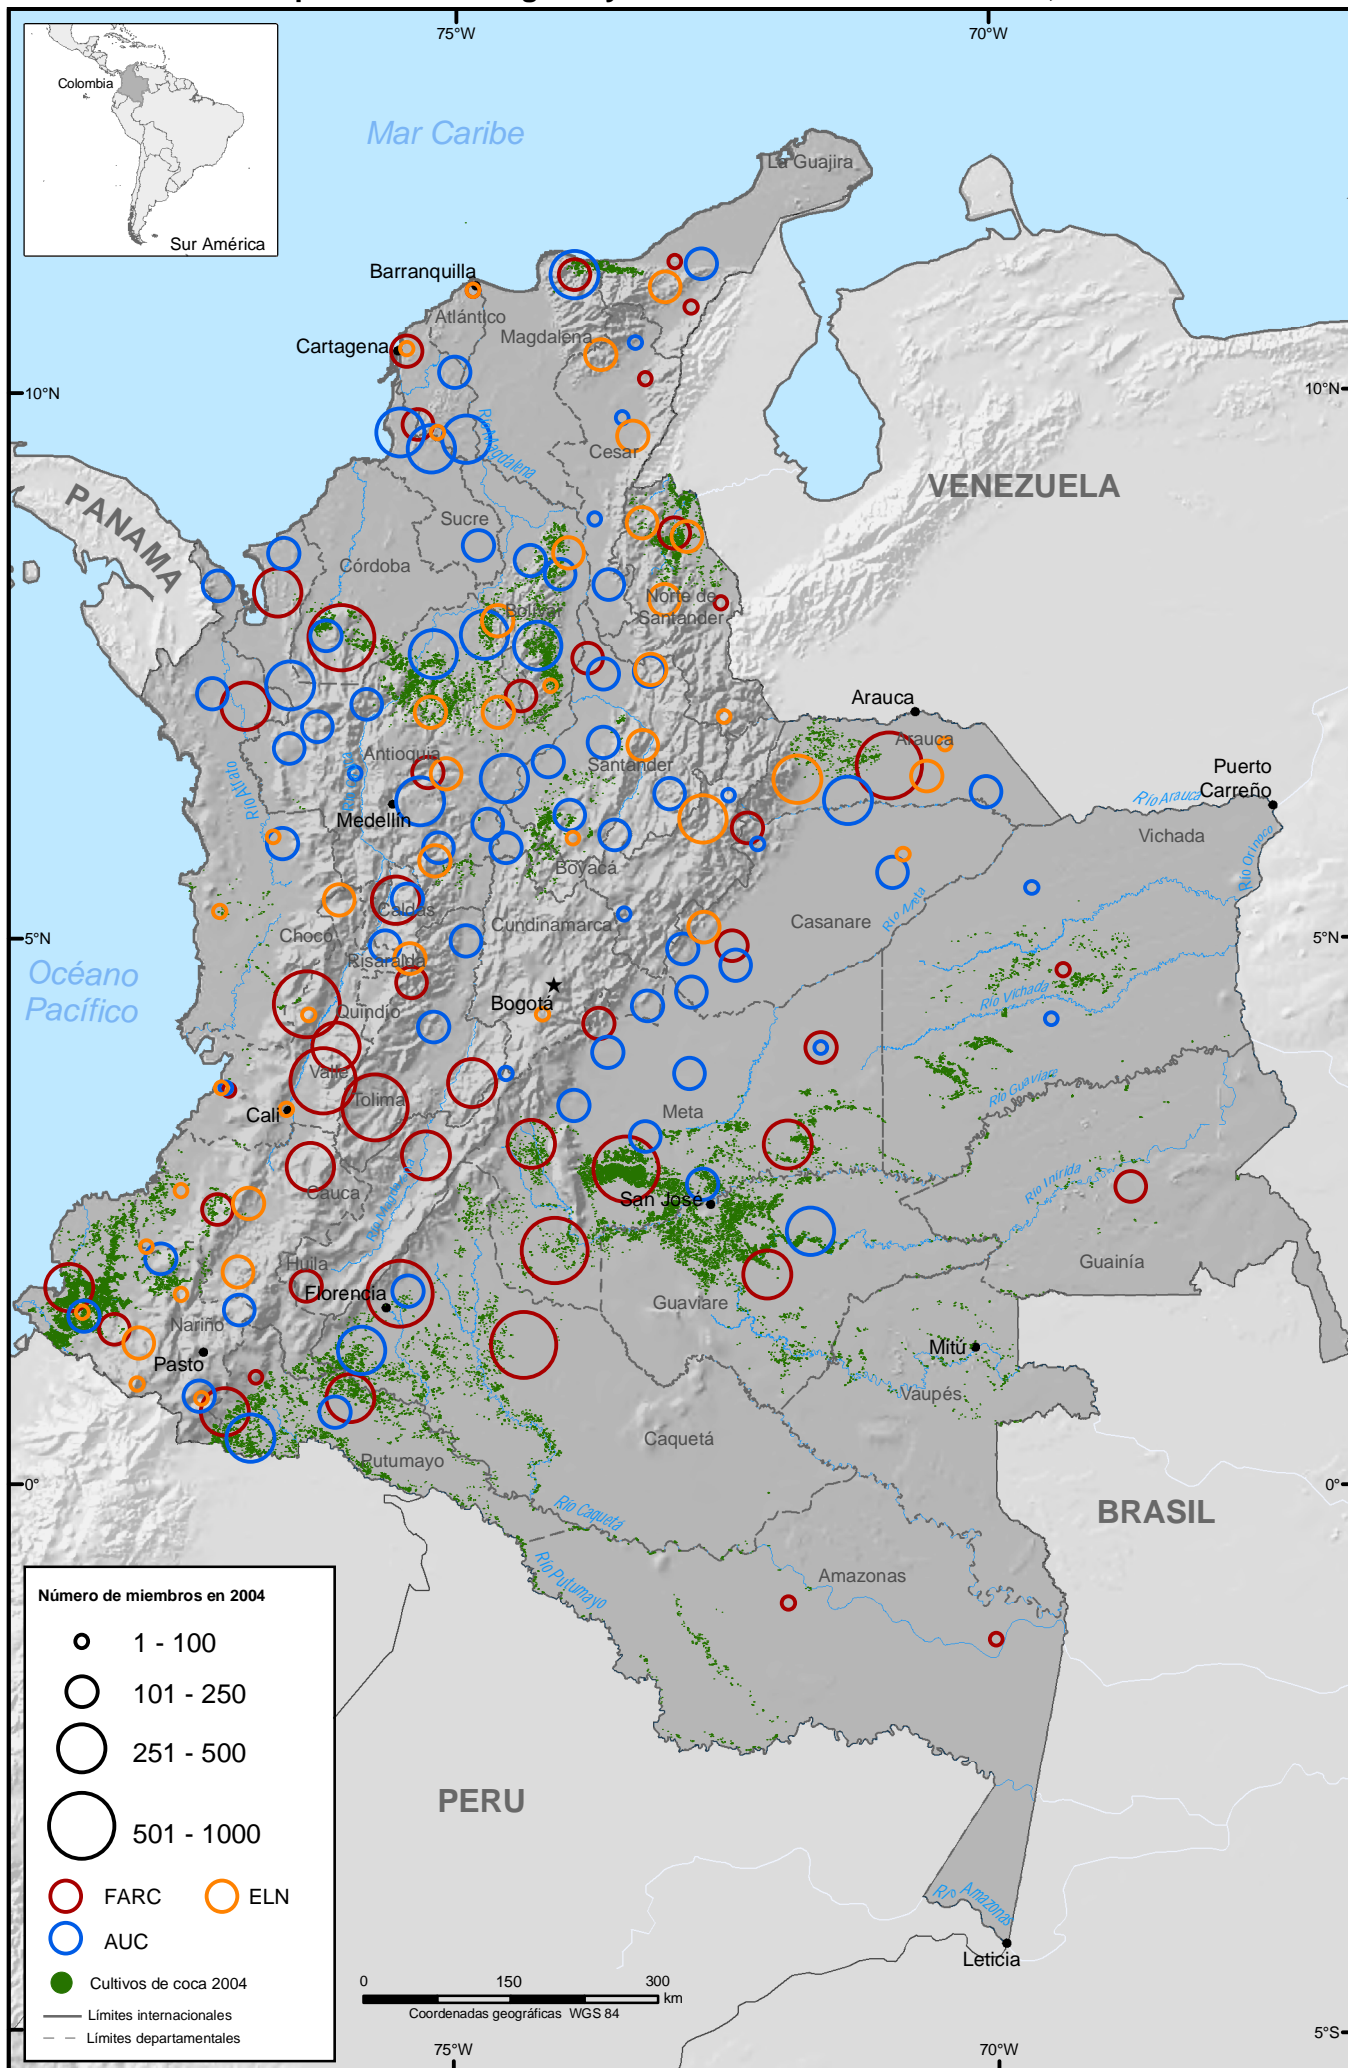 75°W
70°W
Colombia
Sur América
Mar Caribe
La Guajira
Barranquilla
Atlántico
Magdalena
Cartagena
10°N
10°N
Río Magdalena
Cesar
VENEZUELA
PANAMA
Sucre
Córdoba
Norte de
Santander
Bolívar
Arauca
Arauca
Antioquia
Santander
Puerto
Carreño
Río Arauca
Río Atrato
Medellín
Vichada
Río Orinoco
Boyacá
Caldas
Cundinamarca
Casanare
Río Meta
Choco
5°N
5°N
Risaralda
Océano
Pacífico
Bogotá
Quindío
Río Vichada
Valle
Tolima
Río Guaviare
Cali
Meta
Cauca
San José
Río Inírida
Río Magdalena
Guainía
Huila
Florencia
Guaviare
Nariño
Pasto
Mitú
Vaupés
Caquetá
Putumayo
0°
0°
Río Caquetá
BRASIL
Río Putumayo
Amazonas
Número de miembros en 2004
1 - 100
101 - 250
251 - 500
501 - 1000
FARC
ELN
AUC
Cultivos de coca 2004
Límites internacionales
Límites departamentales
PERU
Río Amazonas
Leticia
0 150 300
km
Coordenadas geográficas WGS 84
5°S
75°W
70°W